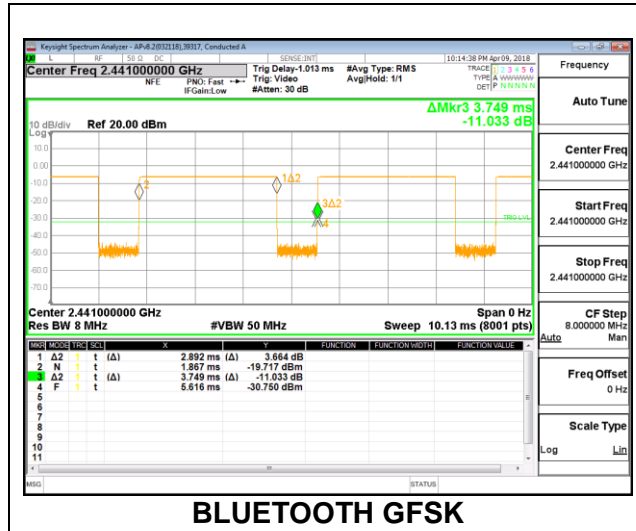 Keysight Spectrum Analyzer - APv8.2(032118),39317, Conducted A
L RF 50 Ω DC SENSE:INT 10:14:38 PM Apr 09, 2018
Center Freq 2.441000000 GHz
NFE PNO: Fast IFGain:Low
Trig Delay-1.013 ms #Avg Type: RMS
Trig: Video Avg|Hold: 1/1
#Atten: 30 dB
TRACE 1 2 3 4 5 6
TYPE A WWWWW
DET P N N N N N
ΔMkr3 3.749 ms
-11.033 dB
10 dB/div Ref 20.00 dBm
Log
10.0
0.00
-10.0
-20.0
-30.0
-40.0
-50.0
-60.0
-70.0
2
1Δ2
3Δ2
4
TRIG LVL
Center 2.441000000 GHz Span 0 Hz
Res BW 8 MHz #VBW 50 MHz Sweep 10.13 ms (8001 pts)
MKR MODE TRC SCL X Y FUNCTION FUNCTION WIDTH FUNCTION VALUE
1 Δ2 1 t (Δ) 2.892 ms (Δ) 3.664 dB
2 N 1 t 1.867 ms -19.717 dBm
3 Δ2 1 t (Δ) 3.749 ms (Δ) -11.033 dB
4 F 1 t 5.616 ms -30.750 dBm
5
6
7
8
9
10
11
MSG STATUS
Frequency
Auto Tune
Center Freq
2.441000000 GHz
Start Freq
2.441000000 GHz
Stop Freq
2.441000000 GHz
CF Step
8.000000 MHz
Auto Man
Freq Offset
0 Hz
Scale Type
Log Lin
BLUETOOTH GFSK